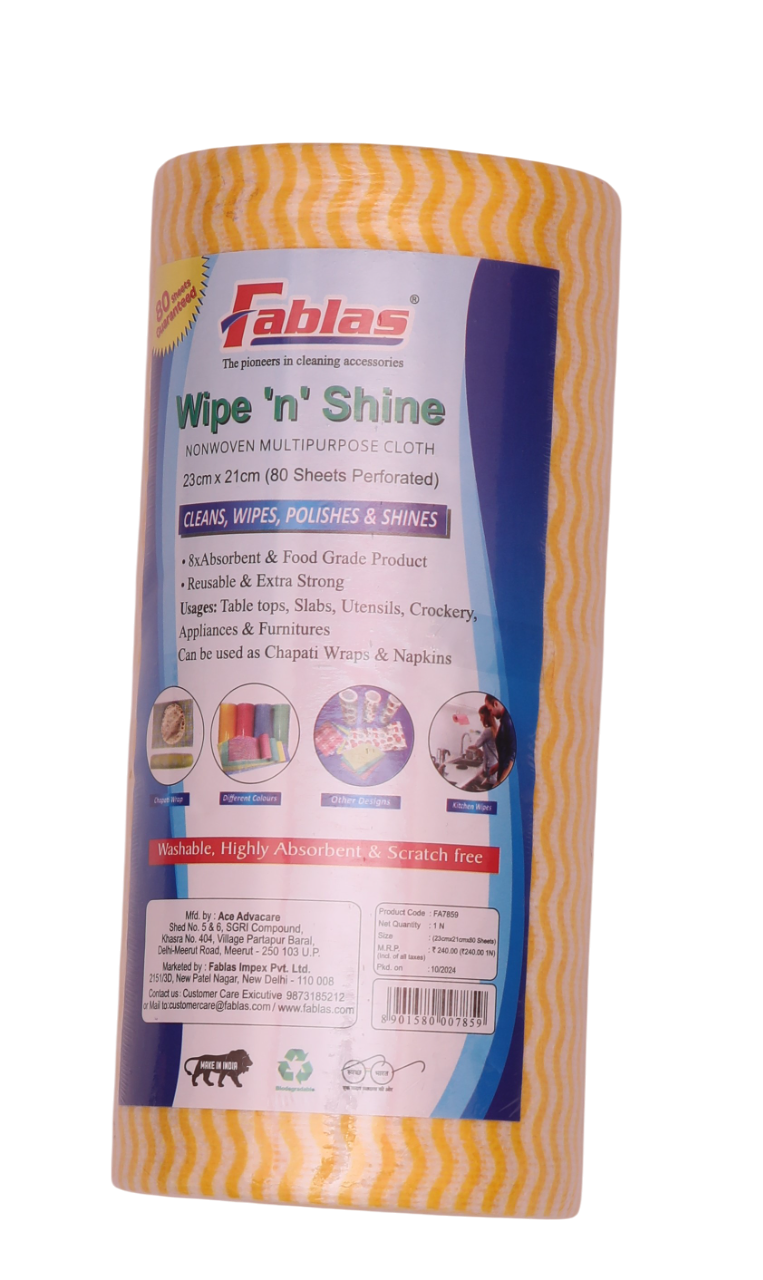 80 Sheets
Guaranteed
Fablas®
The pioneers in cleaning accessories
Wipe 'n' Shine
NONWOVEN MULTIPURPOSE CLOTH
23cm x 21cm (80 Sheets Perforated)
CLEANS, WIPES, POLISHES & SHINES
• 8xAbsorbent & Food Grade Product
• Reusable & Extra Strong
Usages: Table tops, Slabs, Utensils, Crockery,
Appliances & Furnitures
Can be used as Chapati Wraps & Napkins
Chapati Wrap
Different Colours
Other Designs
Kitchen Wipes
Washable, Highly Absorbent & Scratch free
Mfd. by : Ace Advacare
Shed No. 5 & 6, SGRI Compound,
Khasra No. 404, Village Partapur Baral,
Delhi-Meerut Road, Meerut - 250 103 U.P.
Marketed by : Fablas Impex Pvt. Ltd.
2151/3D, New Patel Nagar, New Delhi - 110 008
Contact us: Customer Care Exicutive 9873185212
or Mail to:customercare@fablas.com / www.fablas.com
Product Code : FA7859
Net Quantity : 1 N
Size : (23cmx21cmx80 Sheets)
M.R.P. : ₹ 240.00 (₹240.00 1N)
(Incl. of all taxes)
Pkd. on : 10/2024
8 901580 007859
MAKE IN INDIA
Biodegradable
स्वच्छ भारत
एक कदम स्वच्छता की ओर